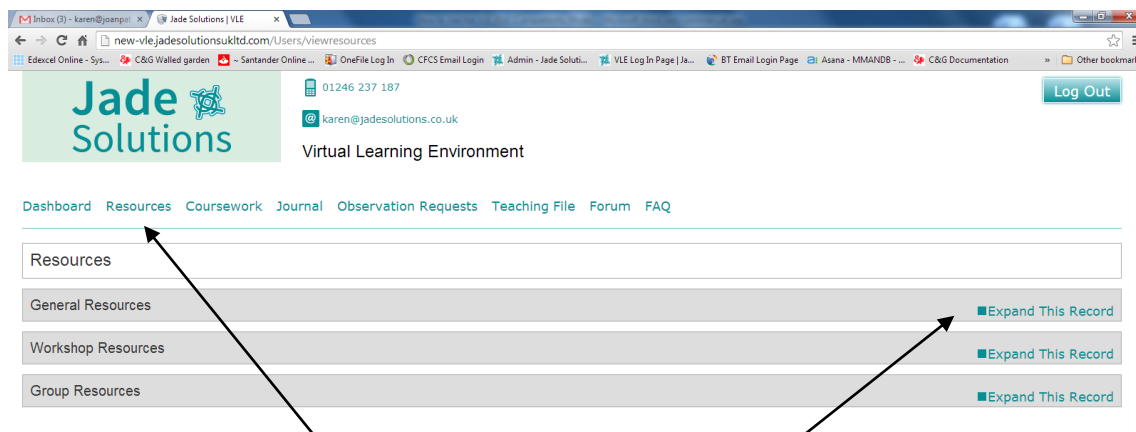 Inbox (3) - karen@joanpal × Jade Solutions | VLE ×
new-vle.jadesolutionsukltd.com/Users/viewresources
Edexcel Online - Sys... C&G Walled garden ~ Santander Online ... OneFile Log In CFCS Email Login Admin - Jade Soluti... VLE Log In Page | Ja... BT Email Login Page Asana - MMANDB - ... C&G Documentation » Other bookmar
Jade
Solutions
01246 237 187
@ karen@jadesolutions.co.uk
Virtual Learning Environment
Log Out
Dashboard Resources Coursework Journal Observation Requests Teaching File Forum FAQ
Resources
General Resources Expand This Record
Workshop Resources Expand This Record
Group Resources Expand This Record